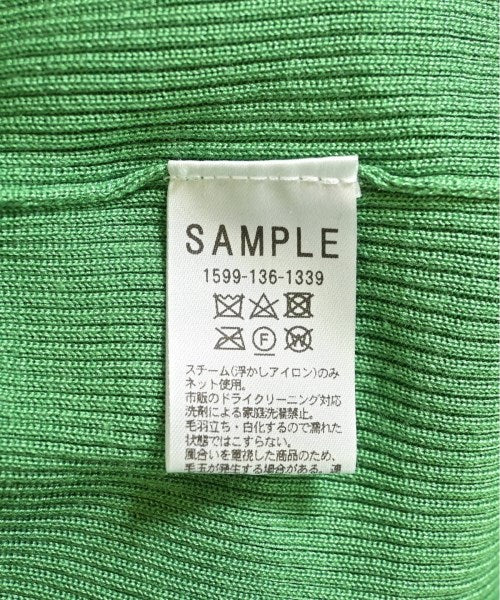 SAMPLE
1599-136-1339
F W
スチーム(浮かしアイロン)のみ
ネット使用。
市販のドライクリーニング対応
洗剤による家庭洗濯禁止。
毛羽立ち・白化するので濡れた
状態ではこすらない。
風合いを重視した商品のため、
毛玉が発生する場合がある。連